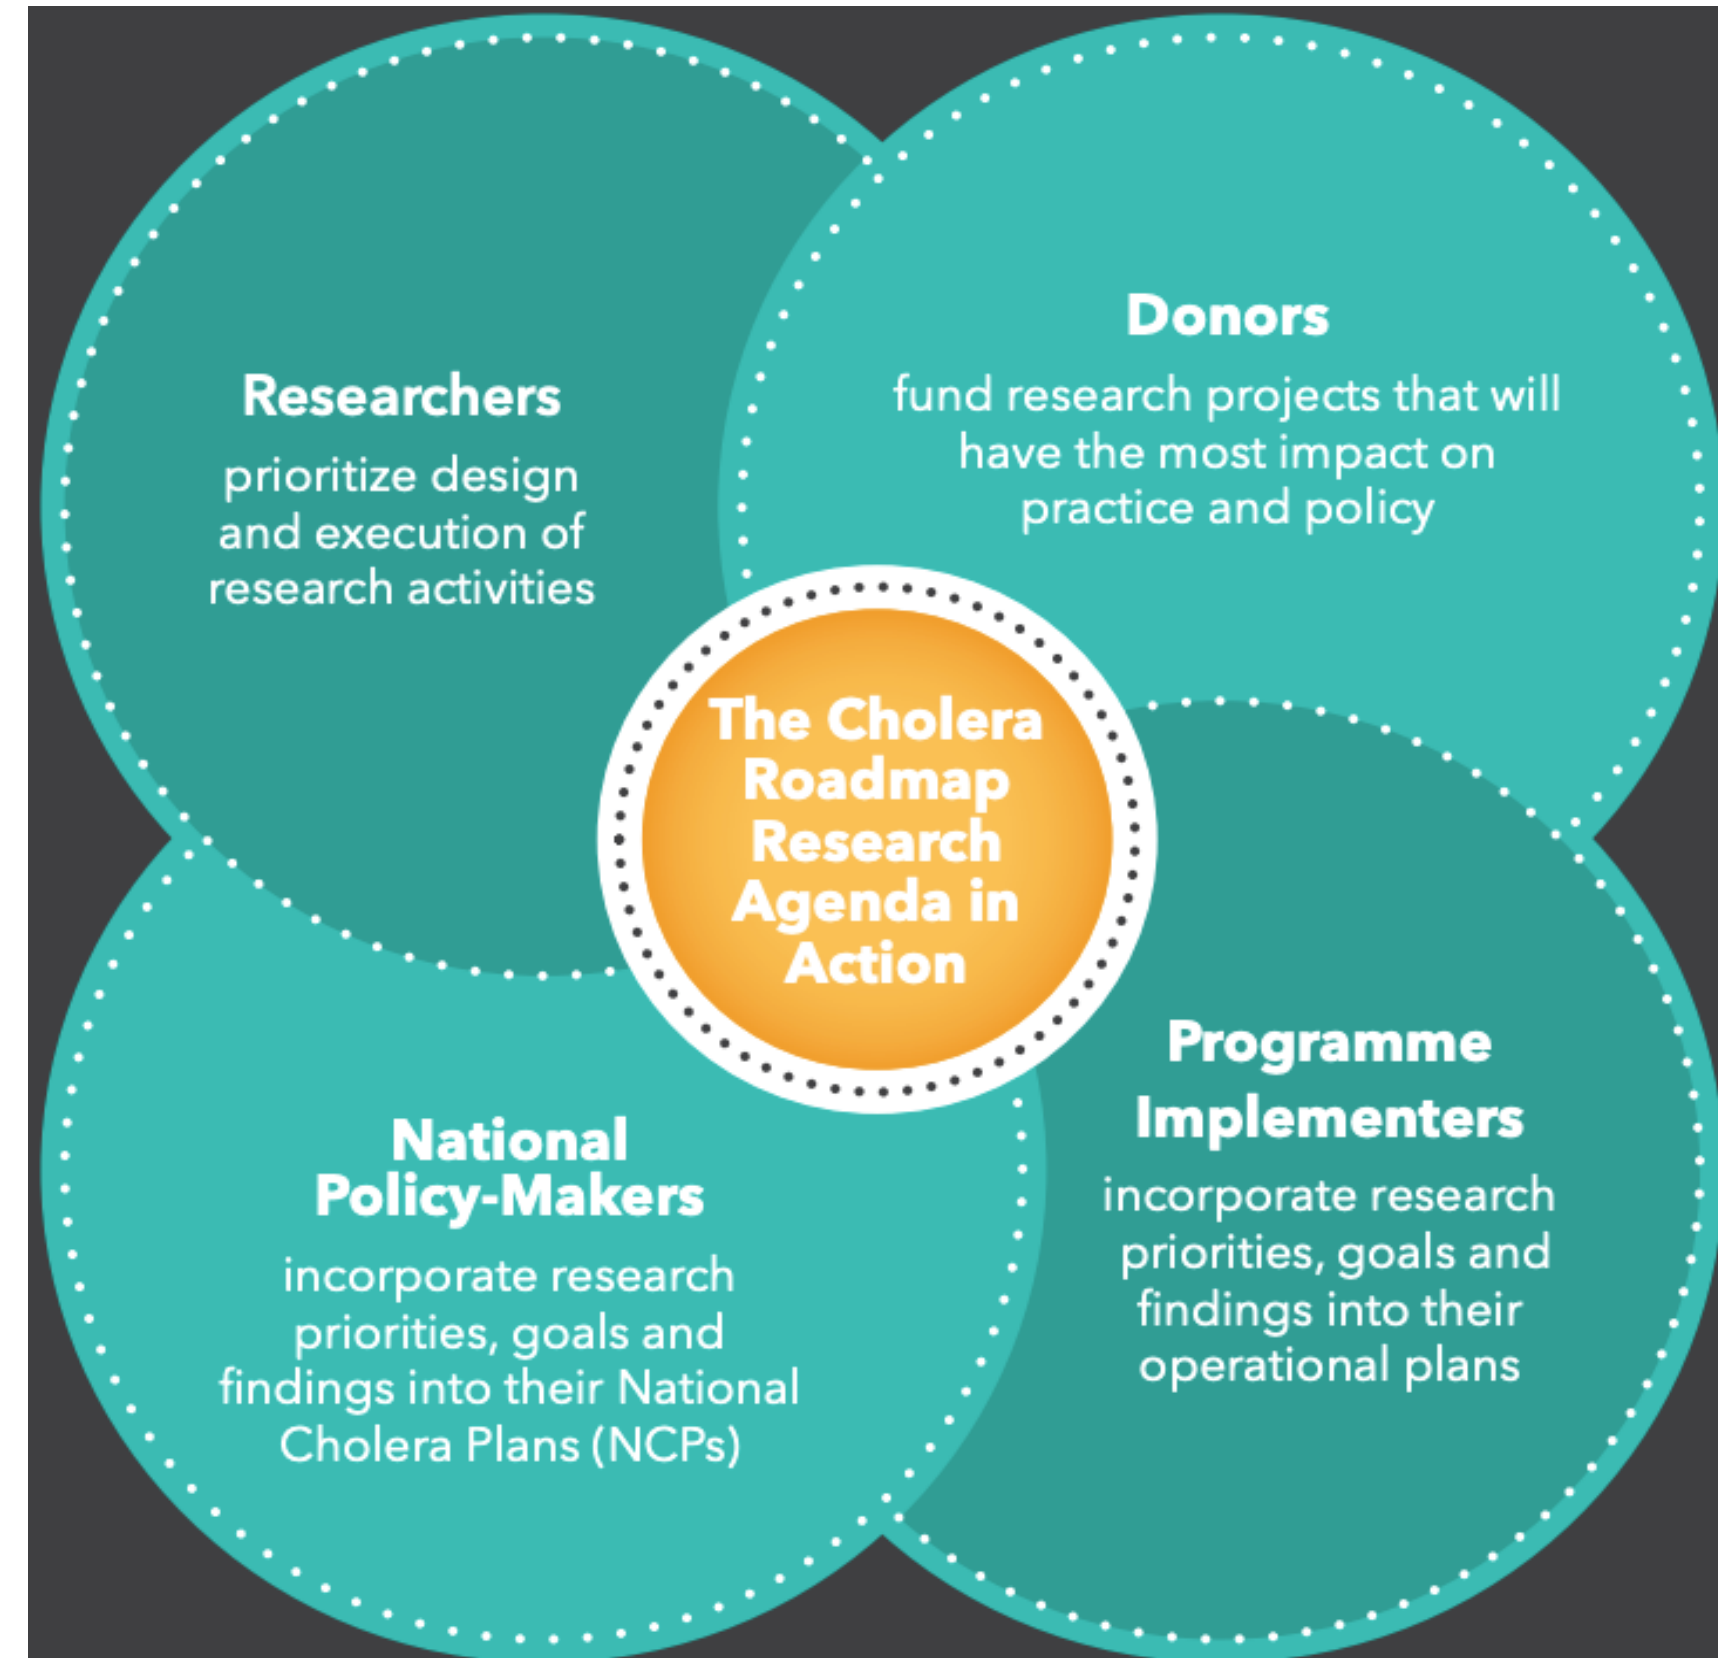 Researchers
prioritize design
and execution of
research activities
Donors
fund research projects that will
have the most impact on
practice and policy
The Cholera
Roadmap
Research
Agenda in
Action
National
Policy-Makers
incorporate research
priorities, goals and
findings into their National
Cholera Plans (NCPs)
Programme
Implementers
incorporate research
priorities, goals and
findings into their
operational plans